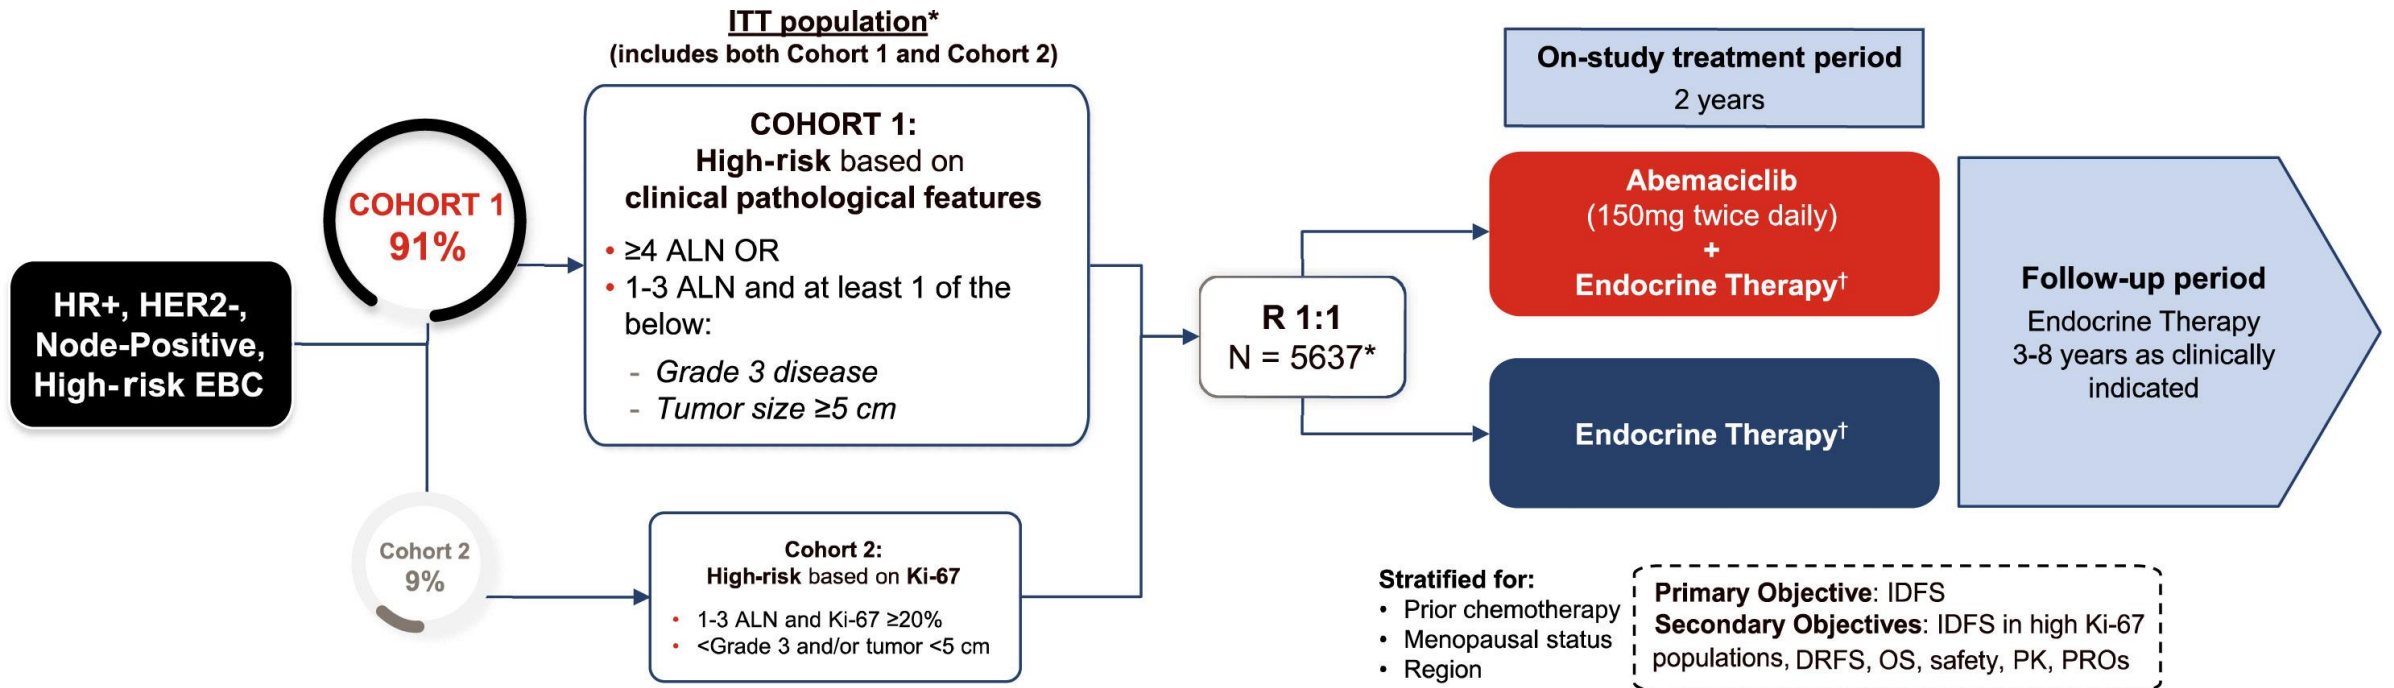 ITT population*
(includes both Cohort 1 and Cohort 2)
HR+, HER2-,
Node-Positive,
High-risk EBC
COHORT 1
91%
Cohort 2
9%
COHORT 1:
High-risk based on
clinical pathological features
• ≥4 ALN OR
• 1-3 ALN and at least 1 of the
below:
- Grade 3 disease
- Tumor size ≥5 cm
Cohort 2:
High-risk based on Ki-67
• 1-3 ALN and Ki-67 ≥20%
• <Grade 3 and/or tumor <5 cm
R 1:1
N = 5637*
On-study treatment period
2 years
Abemaciclib
(150mg twice daily)
+
Endocrine Therapy†
Endocrine Therapy†
Follow-up period
Endocrine Therapy
3-8 years as clinically
indicated
Stratified for:
• Prior chemotherapy
• Menopausal status
• Region
Primary Objective: IDFS
Secondary Objectives: IDFS in high Ki-67
populations, DRFS, OS, safety, PK, PROs